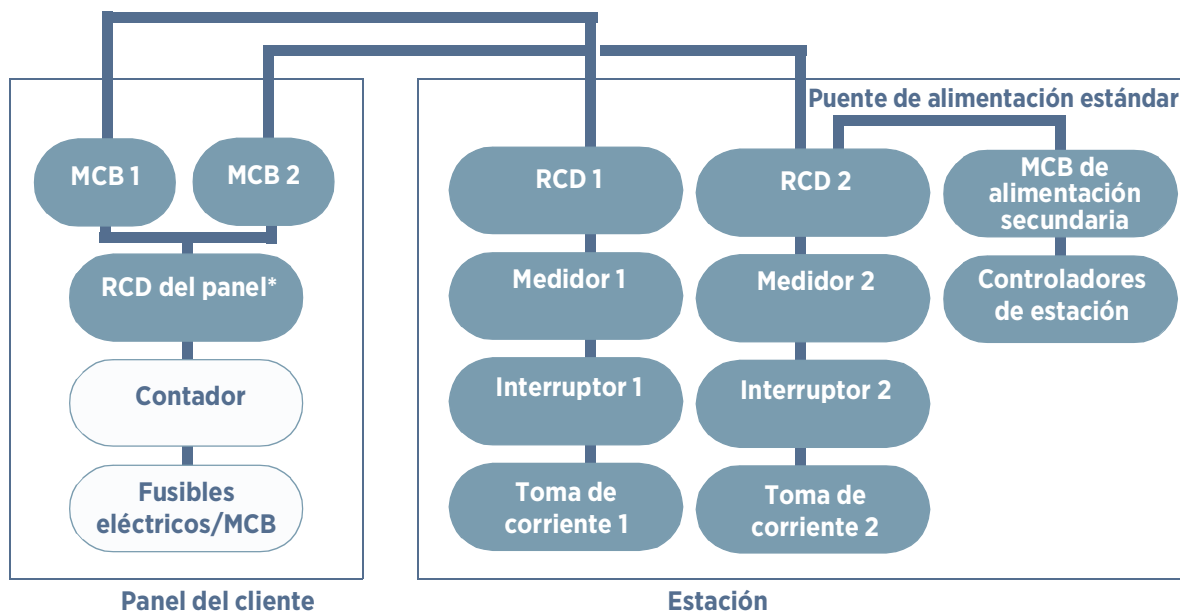 Puente de alimentación estándar
MCB 1
MCB 2
RCD del panel*
Contador
Fusibles
eléctricos/MCB
Panel del cliente
RCD 1
Medidor 1
Interruptor 1
Toma de
corriente 1
RCD 2
Medidor 2
Interruptor 2
Toma de
corriente 2
MCB de
alimentación
secundaria
Controladores
de estación
Estación